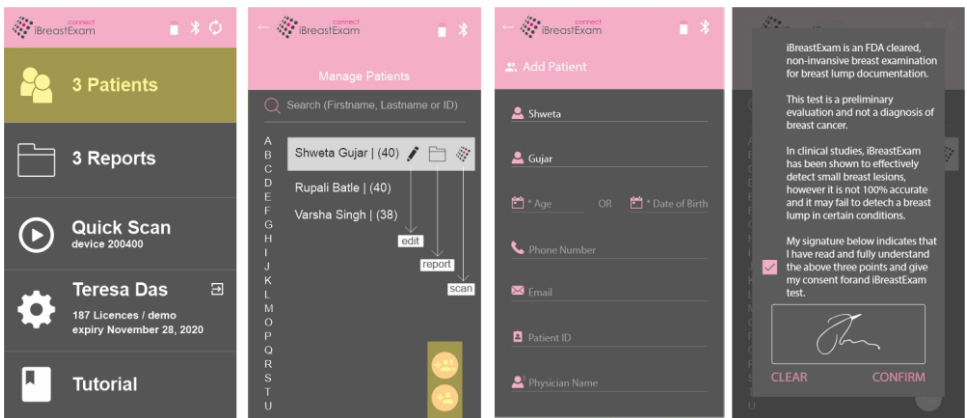 connect
iBreastExam
3 Patients
3 Reports
Quick Scan
device 200400
Teresa Das
187 Licences / demo
expiry November 28, 2020
Tutorial
connect
iBreastExam
Manage Patients
Search (Firstname, Lastname or ID)
A
B
C
D
E
F
G
H
I
J
K
L
M
O
P
Q
R
S
T
U
Shweta Gujar | (40)
Rupali Batle | (40)
Varsha Singh | (38)
edit
report
scan
connect
iBreastExam
Add Patient
Shweta
Gujar
* Age OR * Date of Birth
Phone Number
Email
Patient ID
Physician Name
iBreastExam is an FDA cleared,
non-invansive breast examination
for breast lump documentation.
This test is a preliminary
evaluation and not a diagnosis of
breast cancer.
In clinical studies, iBreastExam
has been shown to effectively
detect small breast lesions,
however it is not 100% accurate
and it may fail to detech a breast
lump in certain conditions.
My signature below indicates that
I have read and fully understand
the above three points and give
my consent forand iBreastExam
test.
CLEAR CONFIRM